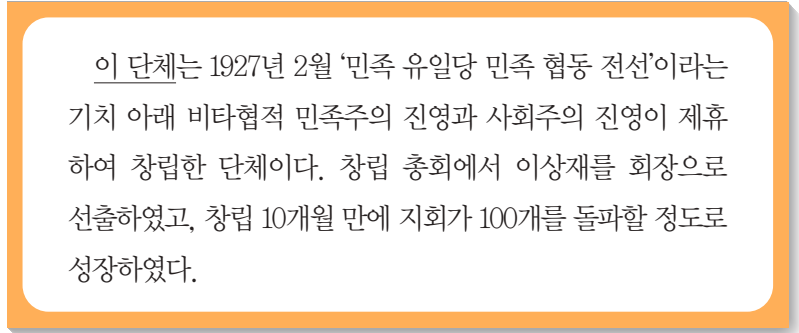 이 단체는 1927년 2월 ‘민족 유일당 민족 협동 전선’이라는
기치 아래 비타협적 민족주의 진영과 사회주의 진영이 제휴
하여 창립한 단체이다. 창립 총회에서 이상재를 회장으로
선출하였고, 창립 10개월 만에 지회가 100개를 돌파할 정도로
성장하였다.